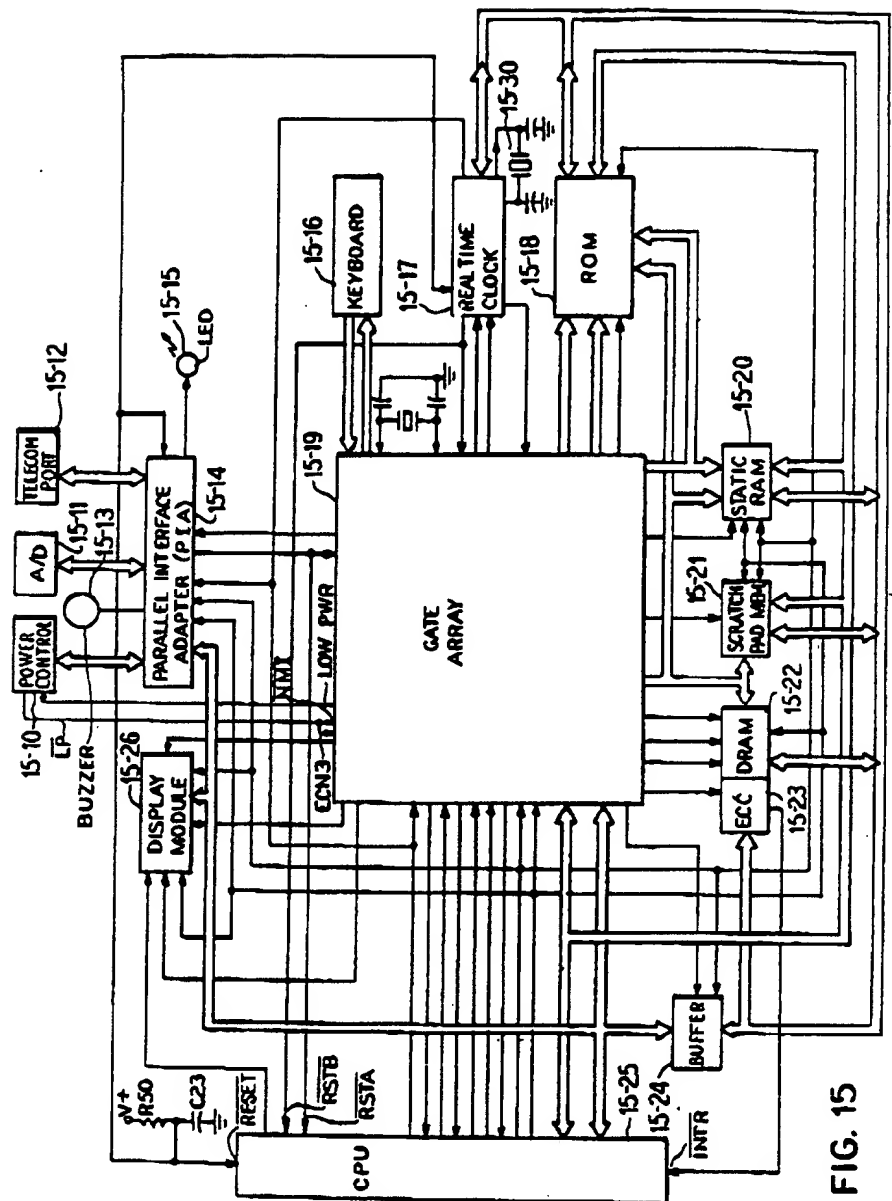 TELECOM
PORT
15-12
A/D
15-11
POWER
CONTROL
15-10
LP
BUZZER
15-13
15-26
DISPLAY
MODULE
PARALLEL INTERFACE
ADAPTER (PIA)
15-14
15-15
LED
V+
R50
C23
RESET
RSTB
RSTA
ECN3
LOW PWR
NMI
15-19
GATE
ARRAY
15-16
KEYBOARD
15-17
REAL TIME
CLOCK
15-30
15-18
ROM
CPU
15-25
INTR
15-24
BUFFER
ECC
15-23
DRAM
15-22
15-21
SCRATCH
PAD MEM
15-20
STATIC
RAM
FIG. 15